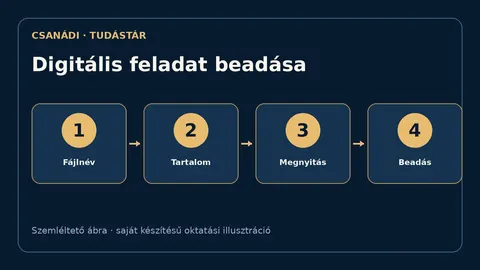 CSANÁDI · TUDÁSTÁR
Digitális feladat beadása
1
2
3
4
Fájlnév
Tartalom
Megnyitás
Beadás
Szemléltető ábra · saját készítésű oktatási illusztráció